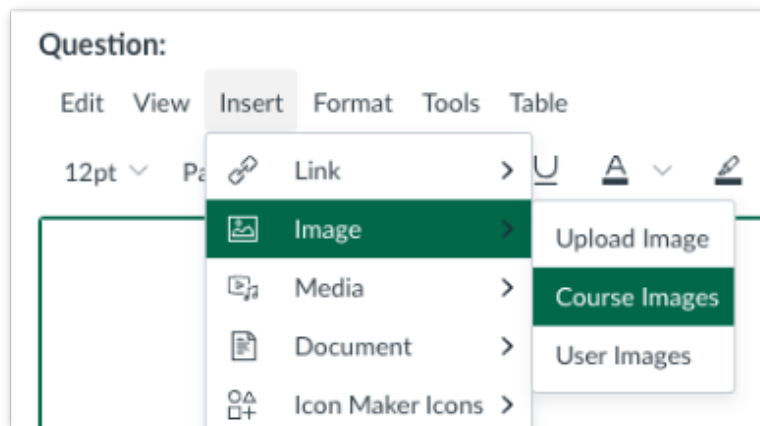 Question:
Edit View Insert Format Tools Table
12pt Pa U A
Link
Image
Media
Document
Icon Maker Icons
Upload Image
Course Images
User Images